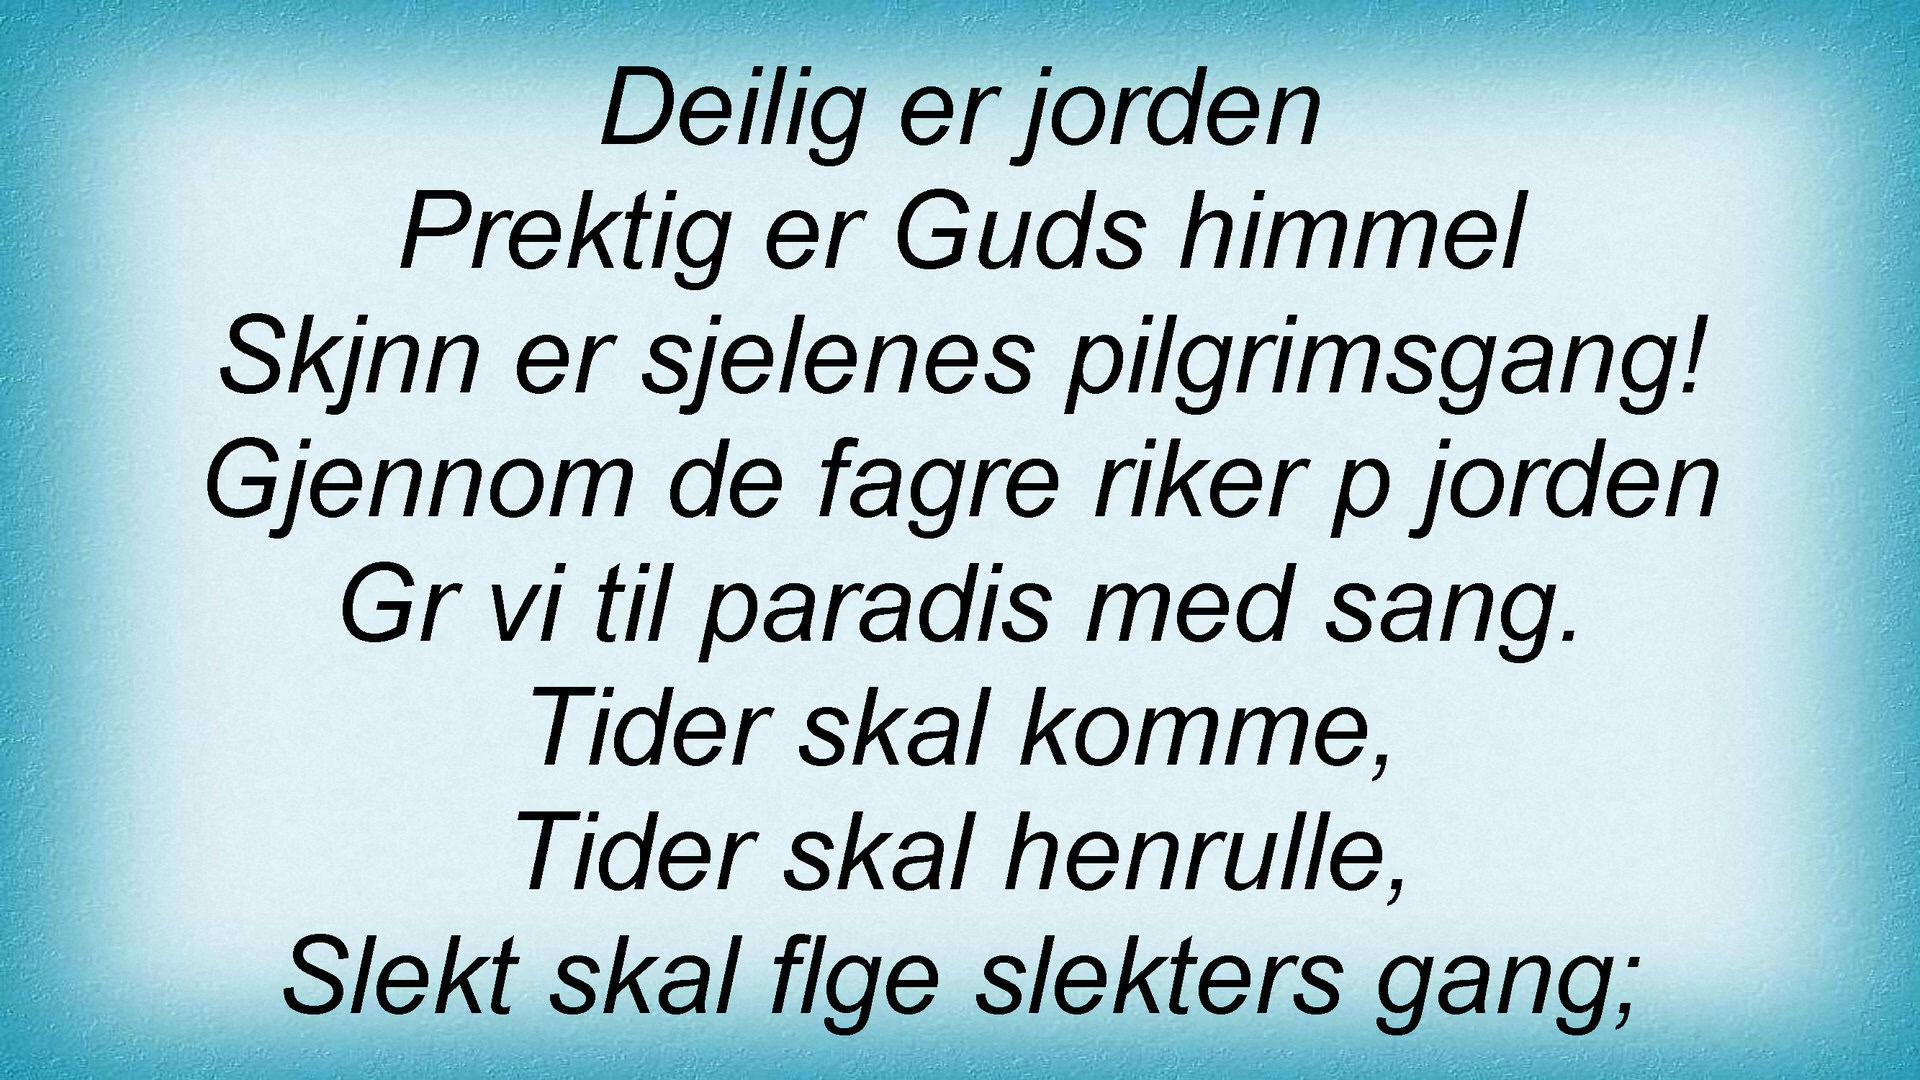 Deilig er jorden
Prektig er Guds himmel
Skjnn er sjelenes pilgrimsgang!
Gjennom de fagre riker p jorden
Gr vi til paradis med sang.
Tider skal komme,
Tider skal henrulle,
Slekt skal flge slekters gang;